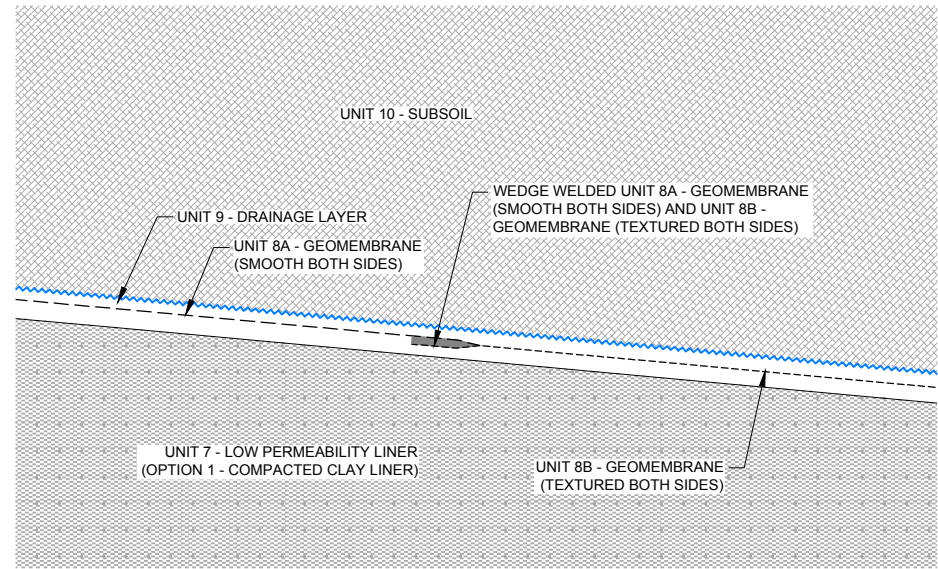 UNIT 10 - SUBSOIL
WEDGE WELDED UNIT 8A - GEOMEMBRANE
(SMOOTH BOTH SIDES) AND UNIT 8B -
GEOMEMBRANE (TEXTURED BOTH SIDES)
UNIT 9 - DRAINAGE LAYER
UNIT 8A - GEOMEMBRANE
(SMOOTH BOTH SIDES)
UNIT 7 - LOW PERMEABILITY LINER
(OPTION 1 - COMPACTED CLAY LINER)
UNIT 8B - GEOMEMBRANE
(TEXTURED BOTH SIDES)